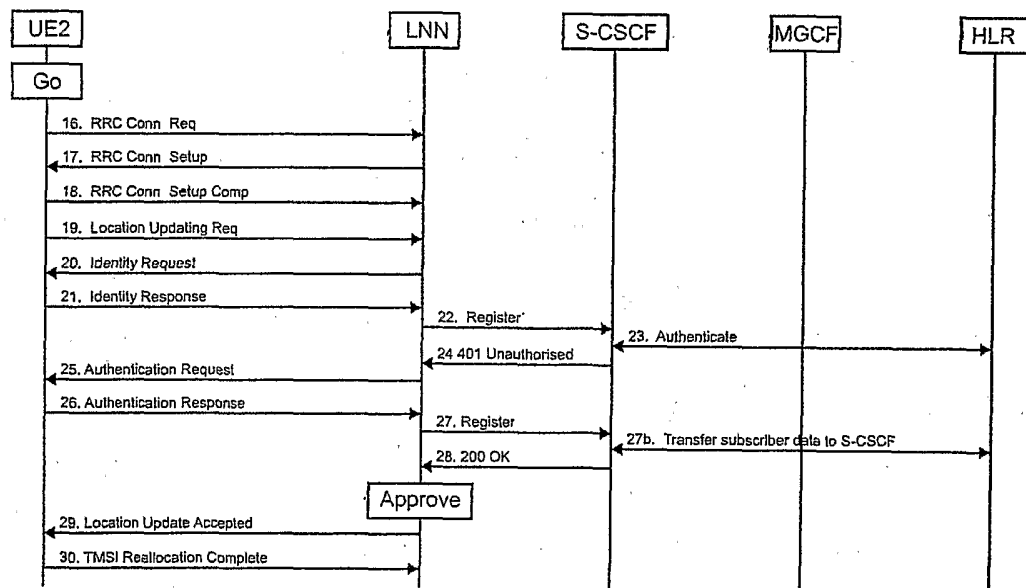 UE2
LNN
S-CSCF
MGCF
HLR
Go
16. RRC Conn Req
17. RRC Conn Setup
18. RRC Conn Setup Comp
19. Location Updating Req
20. Identity Request
21. Identity Response
22. Register
23. Authenticate
24 401 Unauthorised
25. Authentication Request
26. Authentication Response
27. Register
27b. Transfer subscriber data to S-CSCF
28. 200 OK
Approve
29. Location Update Accepted
30. TMSI Reallocation Complete